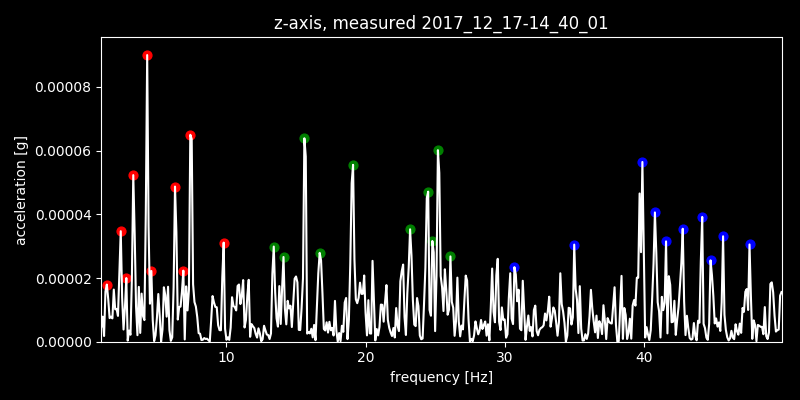 z-axis, measured 2017_12_17-14_40_01
0.00008
0.00006
0.00004
0.00002
0.00000
acceleration [g]
10 20 30 40
frequency [Hz]